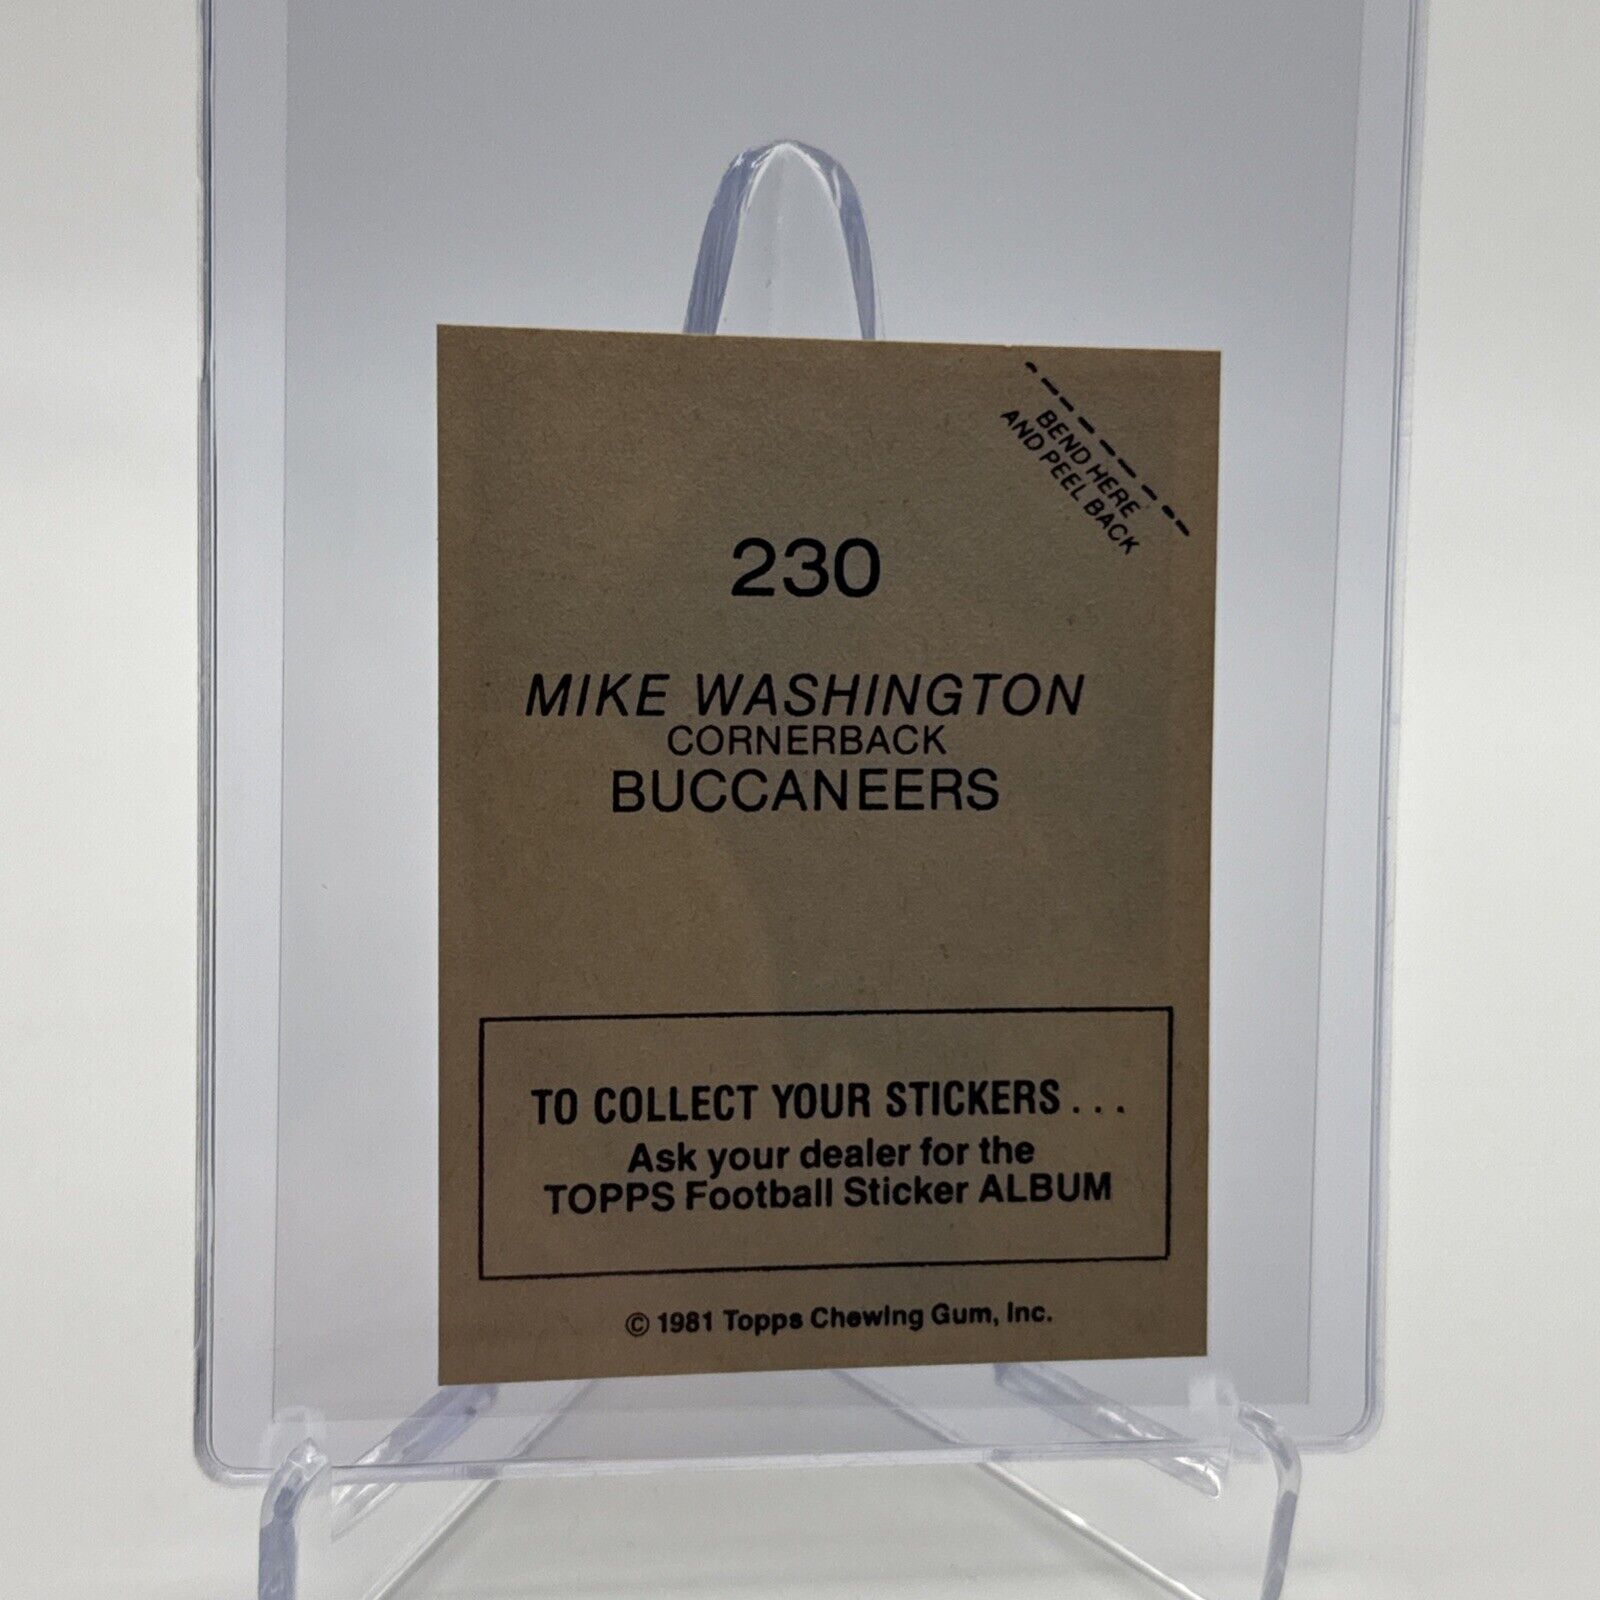 BEND HERE
AND PEEL BACK
230
MIKE WASHINGTON
CORNERBACK
BUCCANEERS
TO COLLECT YOUR STICKERS . . .
Ask your dealer for the
TOPPS Football Sticker ALBUM
© 1981 Topps Chewing Gum, Inc.